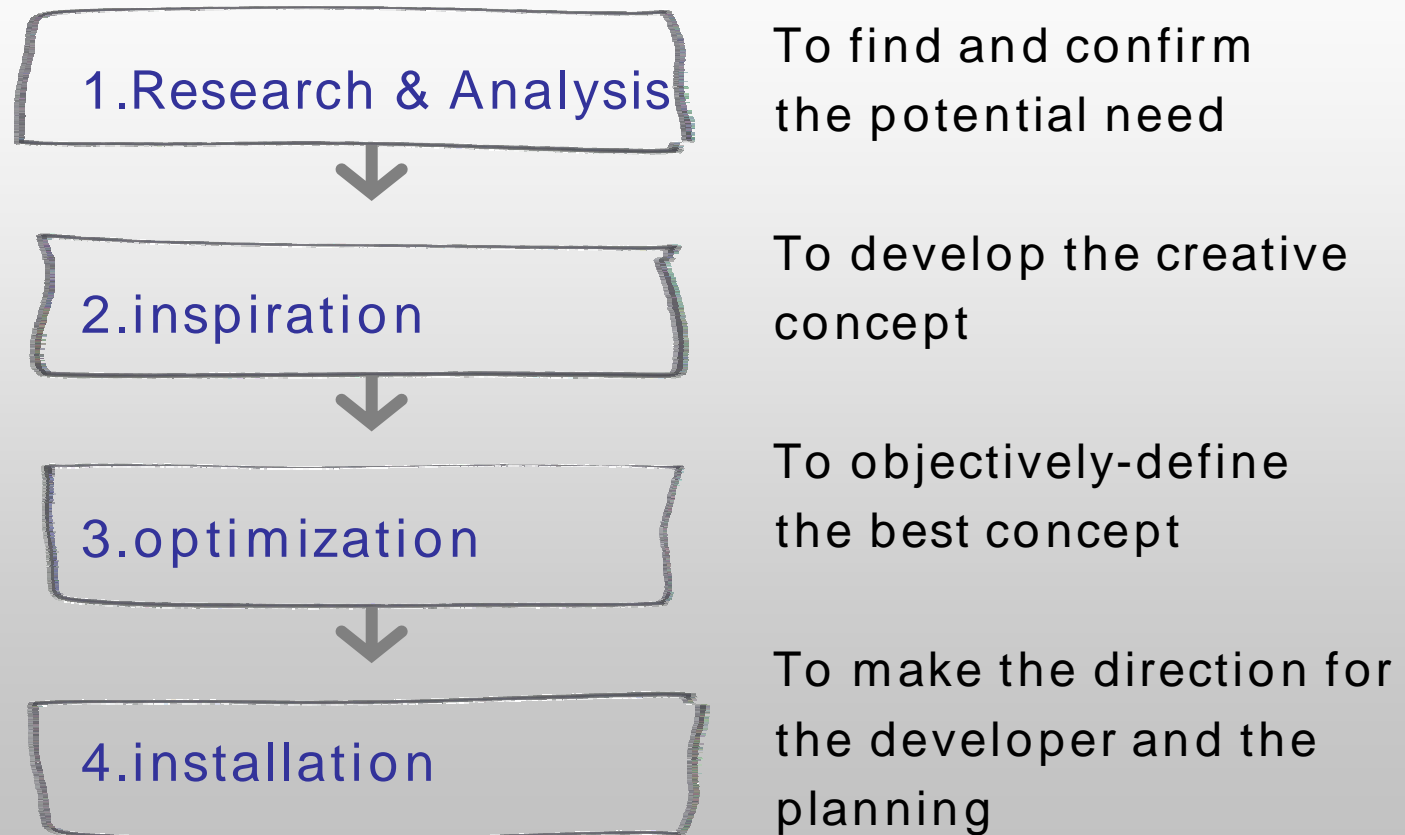 1.Research & Analysis
To find and confirm
the potential need
2.inspiration
To develop the creative
concept
3.optimization
To objectively-define
the best concept
4.installation
To make the direction for
the developer and the
planning